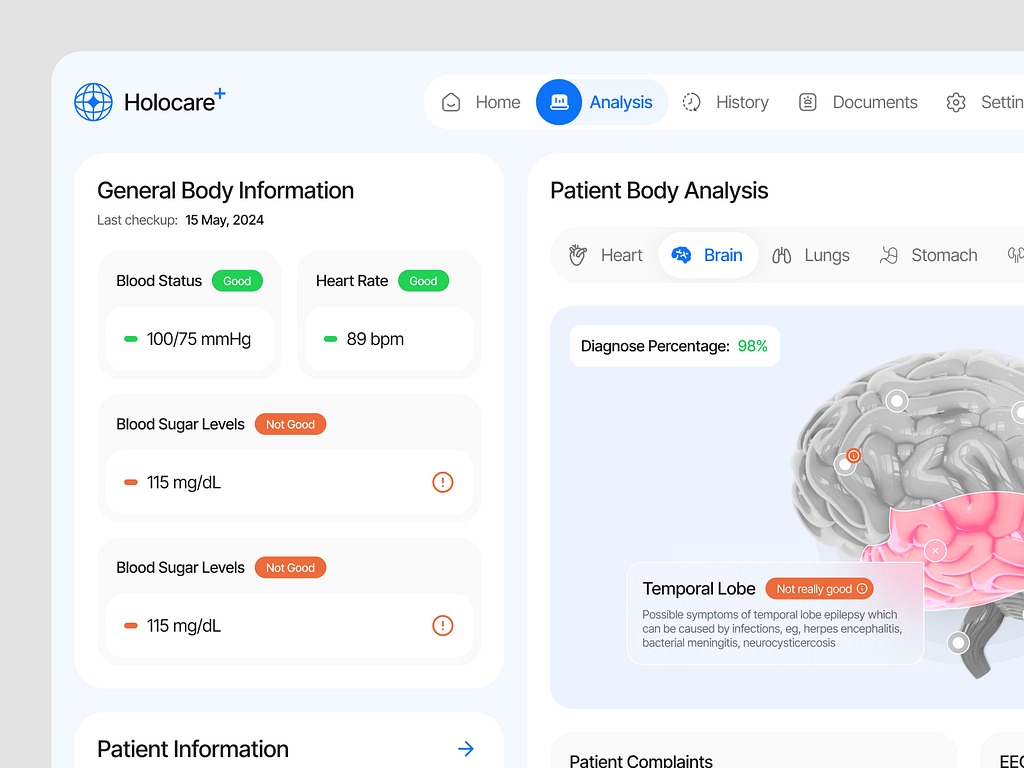 Holocare+
Home
Analysis
History
Documents
Settin
General Body Information
Last checkup: 15 May, 2024
Blood Status Good
100/75 mmHg
Heart Rate Good
89 bpm
Blood Sugar Levels Not Good
115 mg/dL
Blood Sugar Levels Not Good
115 mg/dL
Patient Information
Patient Body Analysis
Heart
Brain
Lungs
Stomach
Diagnose Percentage: 98%
Temporal Lobe Not really good
Possible symptoms of temporal lobe epilepsy which
can be caused by infections, eg, herpes encephalitis,
bacterial meningitis, neurocysticercosis
Patient Complaints
EEG